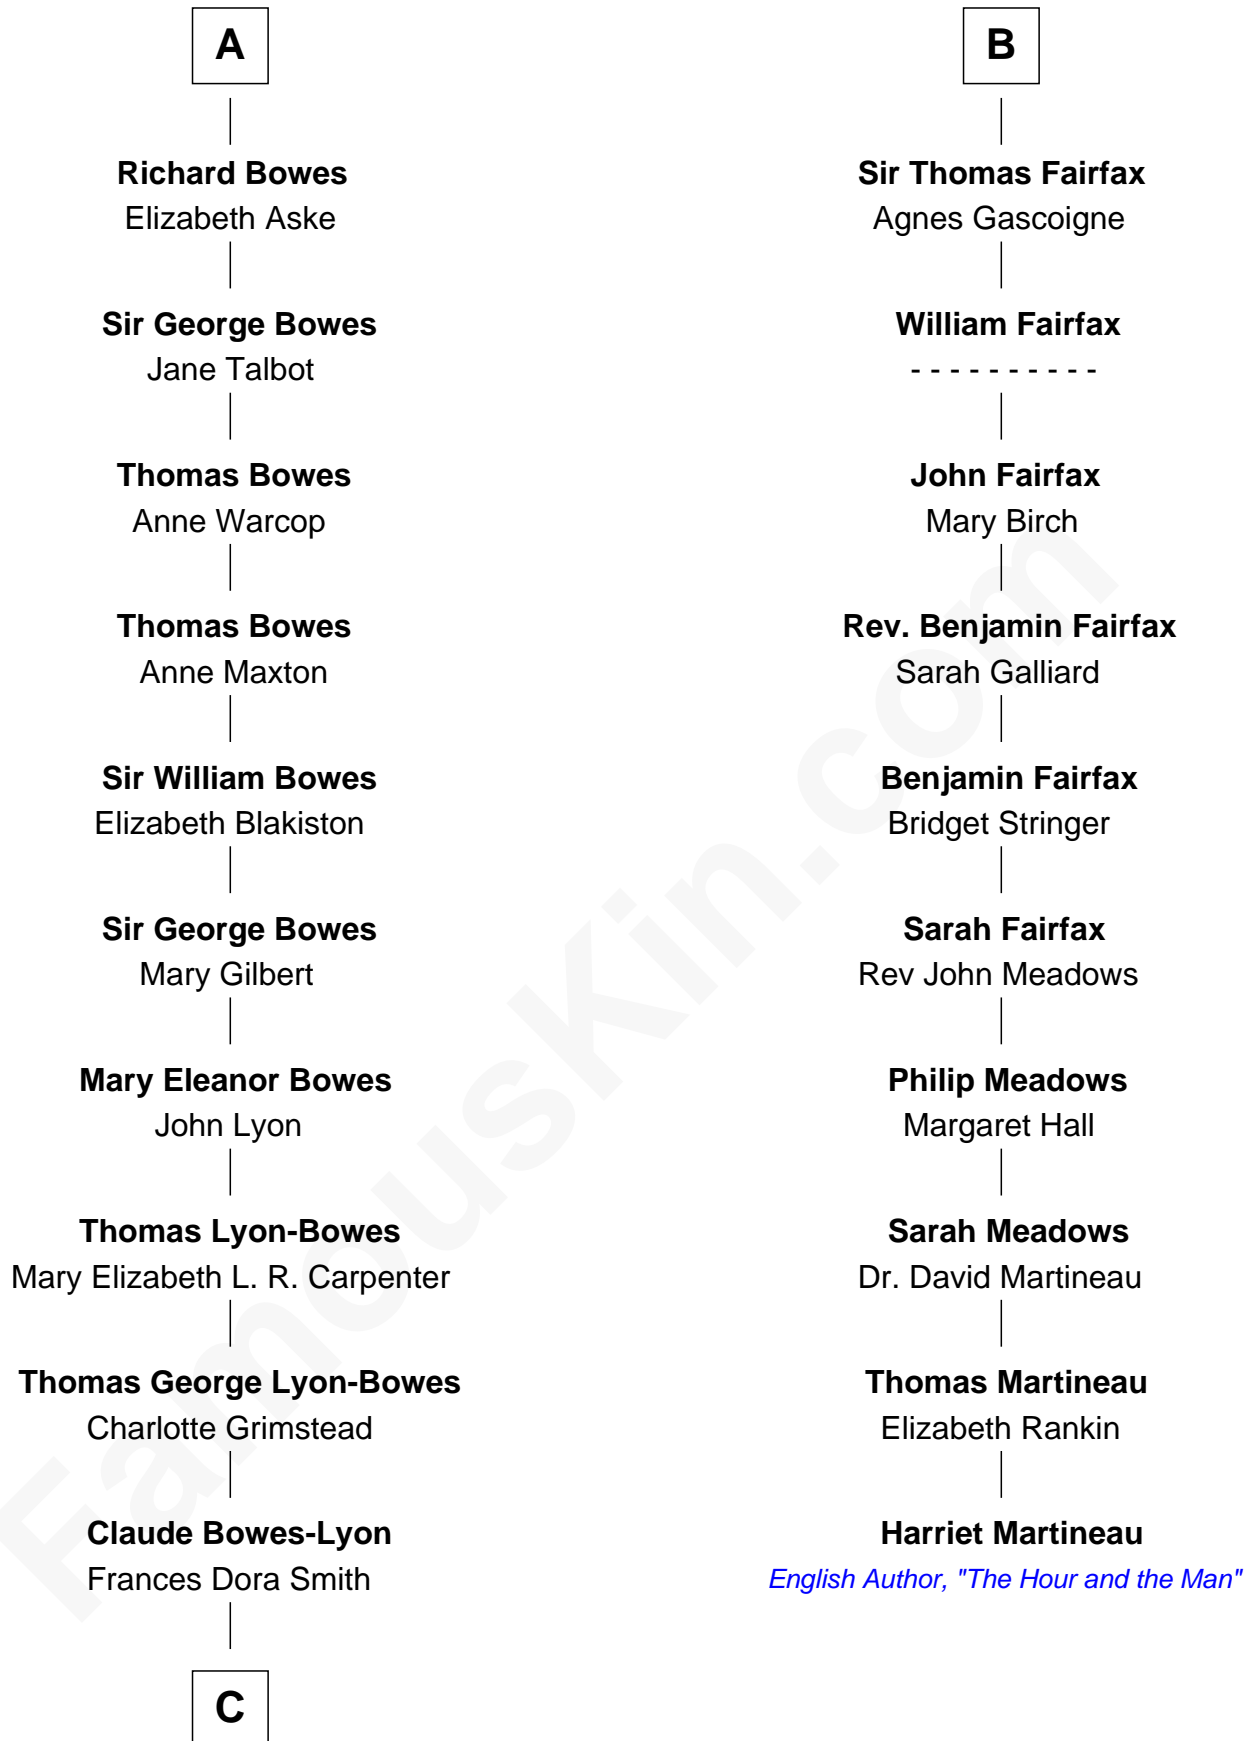 A
Richard Bowes
Elizabeth Aske
Sir George Bowes
Jane Talbot
Thomas Bowes
Anne Warcop
Thomas Bowes
Anne Maxton
Sir William Bowes
Elizabeth Blakiston
Sir George Bowes
Mary Gilbert
Mary Eleanor Bowes
John Lyon
Thomas Lyon-Bowes
Mary Elizabeth L. R. Carpenter
Thomas George Lyon-Bowes
Charlotte Grimstead
Claude Bowes-Lyon
Frances Dora Smith
C
B
Sir Thomas Fairfax
Agnes Gascoigne
William Fairfax
- - - - - - - - - -
John Fairfax
Mary Birch
Rev. Benjamin Fairfax
Sarah Galliard
Benjamin Fairfax
Bridget Stringer
Sarah Fairfax
Rev John Meadows
Philip Meadows
Margaret Hall
Sarah Meadows
Dr. David Martineau
Thomas Martineau
Elizabeth Rankin
Harriet Martineau
English Author, "The Hour and the Man"
FamousKin.com